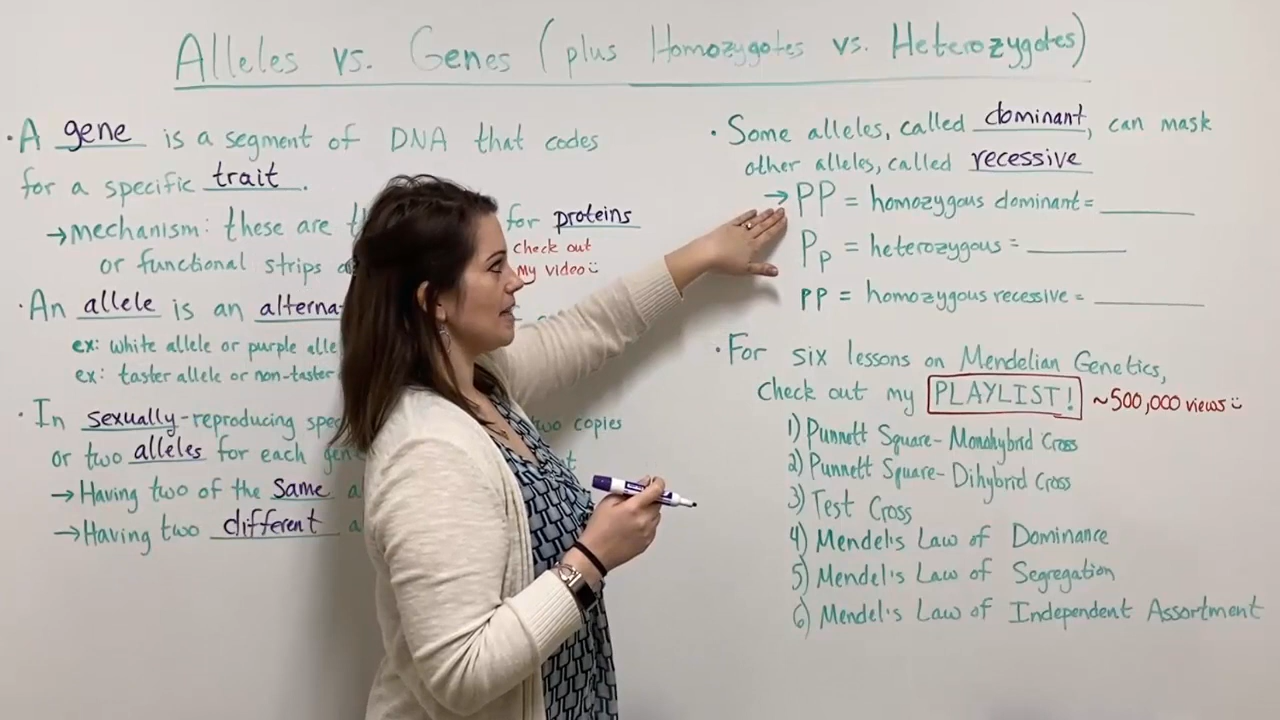 Alleles vs. Genes (plus Homozygotes vs. Heterozygotes)
· A gene is a segment of DNA that codes
for a specific trait.
→ mechanism: these are for proteins
or functional strips
check out
my video
· An allele is an
ex: white allele or purple
ex: taster allele or non-taster
· In sexually-reproducing two copies
or two alleles for each
→ Having two of the same
→ Having two different
· Some alleles, called dominant, can mask
other alleles, called recessive
→ PP = homozygous dominant = ______
Pp = heterozygous = ______
pp = homozygous recessive = ______
· For six lessons on Mendelian Genetics,
Check out my PLAYLIST! ~500,000 views
1) Punnett Square- Monohybrid Cross
2) Punnett Square- Dihybrid Cross
3) Test Cross
4) Mendel's Law of Dominance
5) Mendel's Law of Segregation
6) Mendel's Law of Independent Assortment